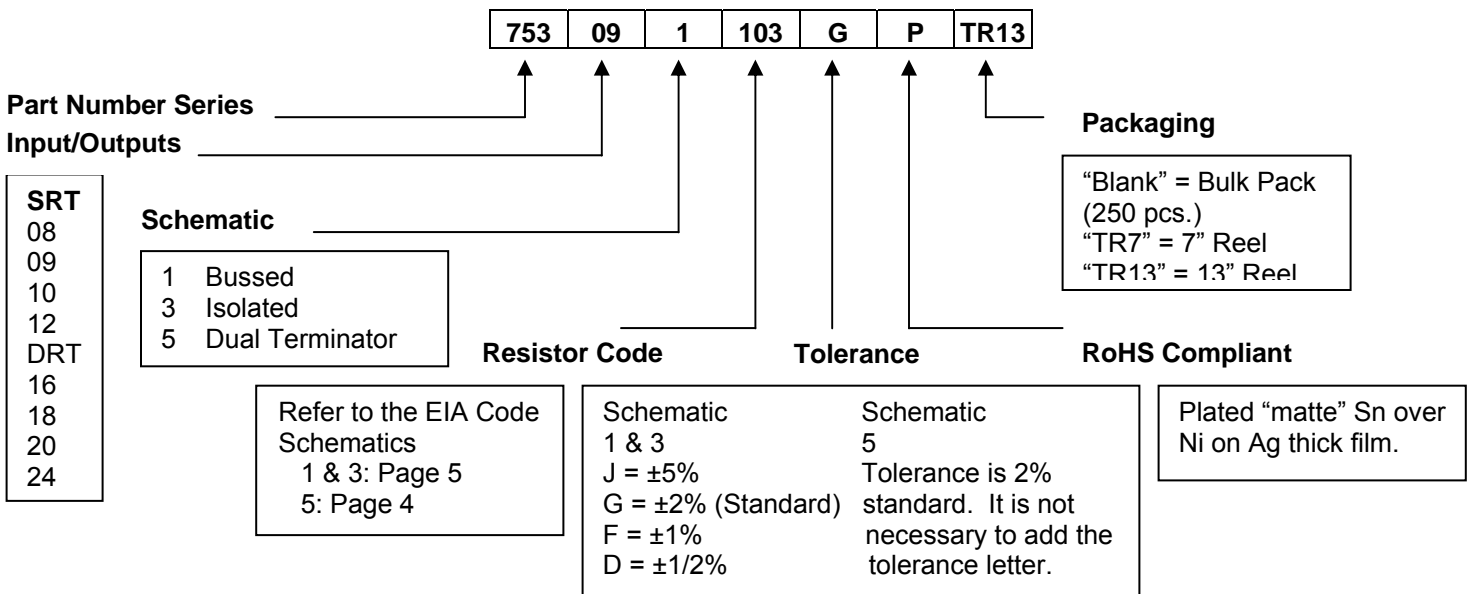 753 09 1 103 G P TR13
Part Number Series
Input/Outputs
SRT
08
09
10
12
DRT
16
18
20
24
Schematic
1 Bussed
3 Isolated
5 Dual Terminator
Packaging
“Blank” = Bulk Pack
(250 pcs.)
“TR7” = 7” Reel
“TR13” = 13” Reel
Resistor Code
Refer to the EIA Code
Schematics
1 & 3: Page 5
5: Page 4
Tolerance
Schematic
1 & 3
J = ±5%
G = ±2% (Standard)
F = ±1%
D = ±1/2%
Schematic
5
Tolerance is 2%
standard. It is not
necessary to add the
tolerance letter.
RoHS Compliant
Plated “matte” Sn over
Ni on Ag thick film.